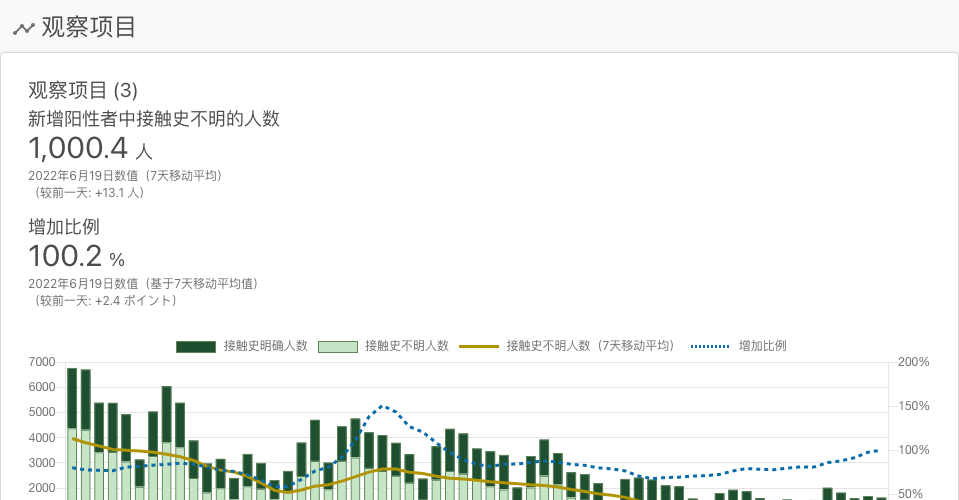 观察项目
观察项目 (3)
新增阳性者中接触史不明的人数
1,000.4 人
2022年6月19日数值（7天移动平均）
（较前一天: +13.1 人）
增加比例
100.2 %
2022年6月19日数值（基于7天移动平均值）
（较前一天: +2.4 ポイント）
接触史明确人数 接触史不明人数 接触史不明人数（7天移动平均） 增加比例
7000 200%
6000
5000 150%
4000
100%
3000
2000
50%